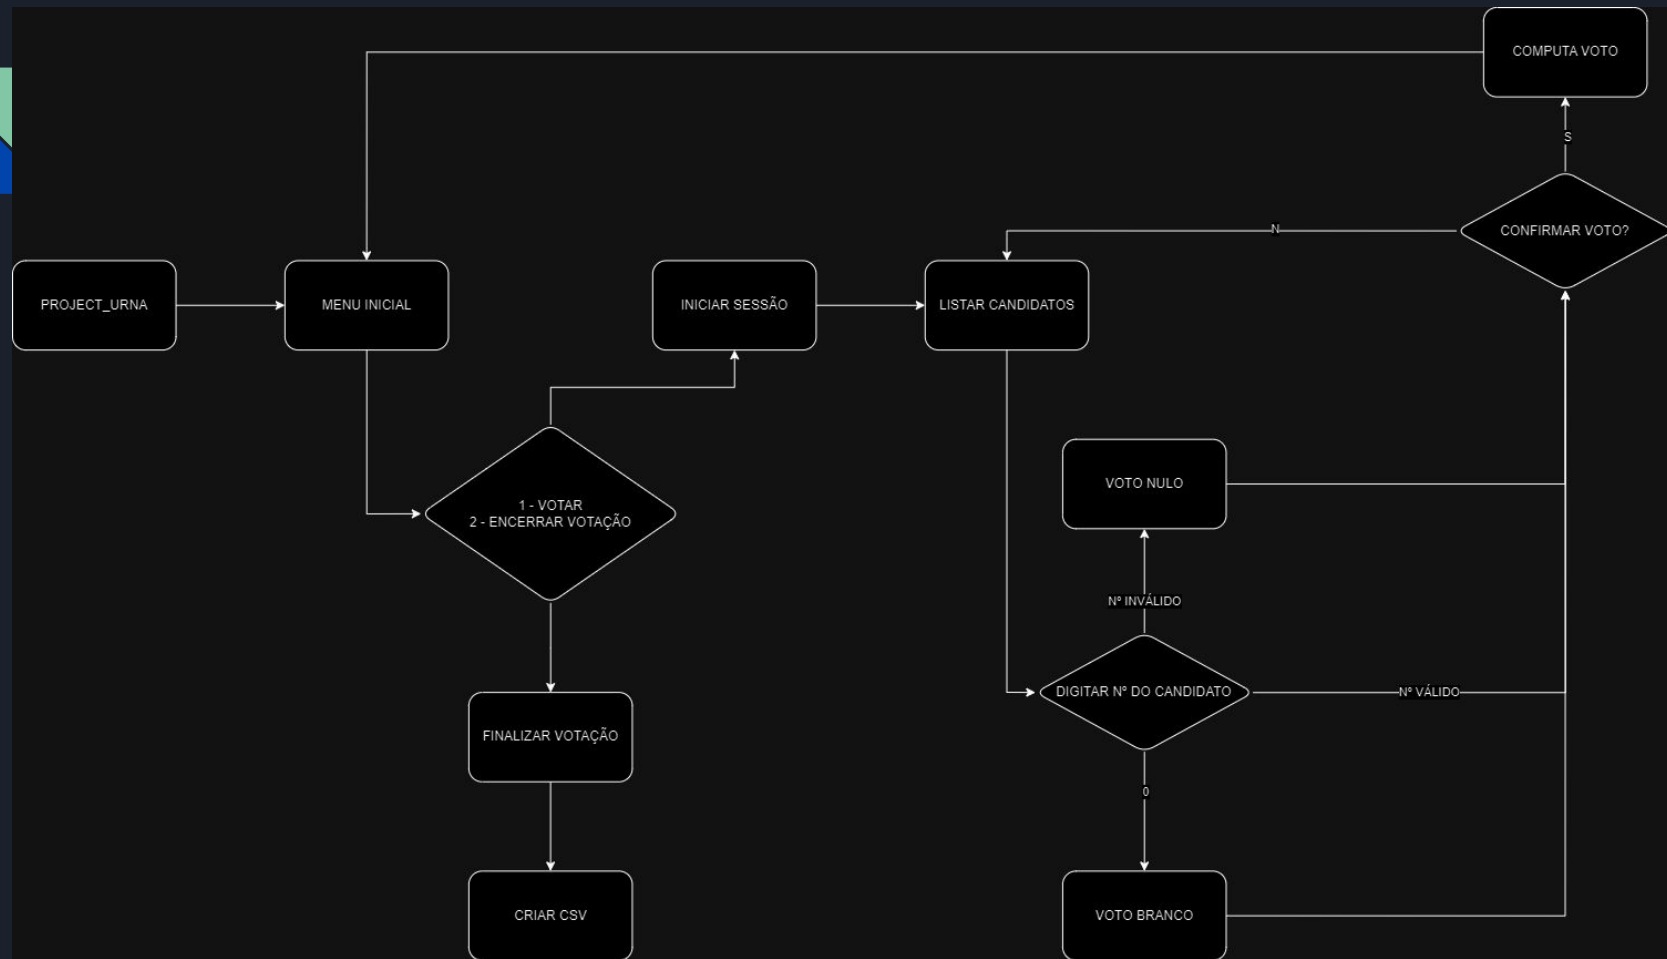 COMPUTA VOTO
S
CONFIRMAR VOTO?
N
PROJECT_URNA
MENU INICIAL
INICIAR SESSÃO
LISTAR CANDIDATOS
VOTO NULO
1 - VOTAR
2 - ENCERRAR VOTAÇÃO
Nº INVÁLIDO
DIGITAR Nº DO CANDIDATO
Nº VÁLIDO
FINALIZAR VOTAÇÃO
0
CRIAR CSV
VOTO BRANCO